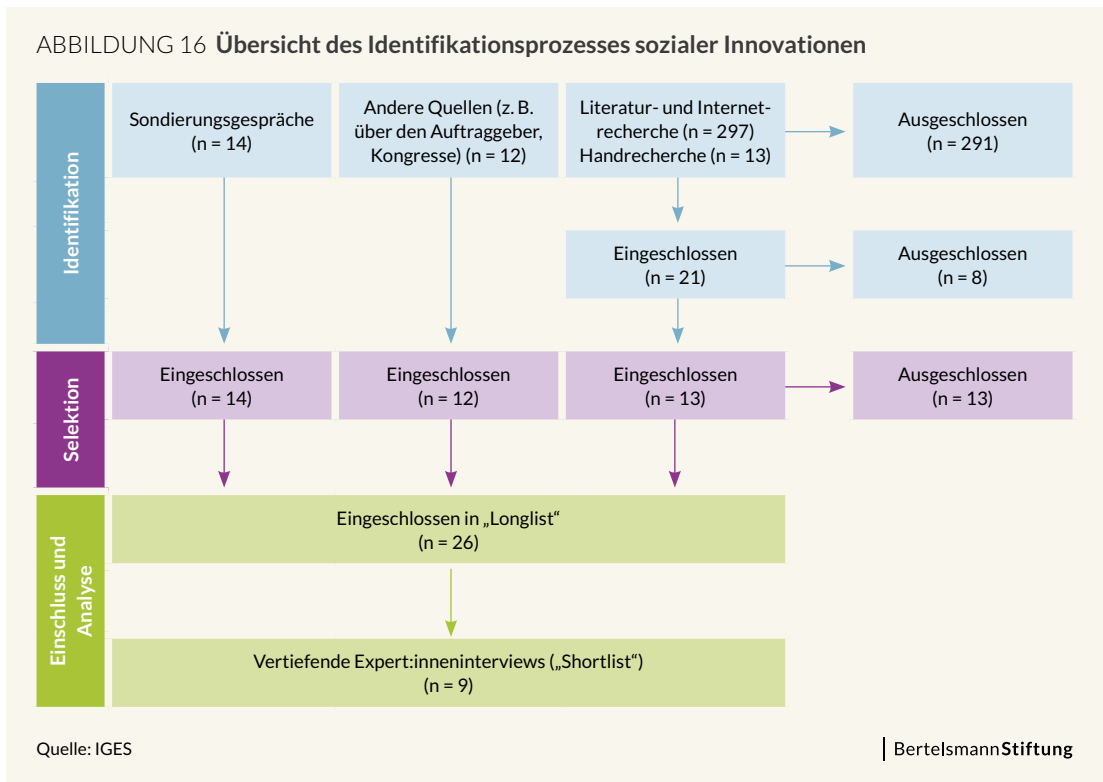 ABBILDUNG 16 Übersicht des Identifikationsprozesses sozialer Innovationen
Identifikation
Sondierungsgespräche
(n = 14)
Andere Quellen (z. B.
über den Auftraggeber,
Kongresse) (n = 12)
Literatur- und Internet-
recherche (n = 297)
Handrecherche (n = 13)
Ausgeschlossen
(n = 291)
Eingeschlossen
(n = 21)
Ausgeschlossen
(n = 8)
Selektion
Eingeschlossen
(n = 14)
Eingeschlossen
(n = 12)
Eingeschlossen
(n = 13)
Ausgeschlossen
(n = 13)
Einschluss und
Analyse
Eingeschlossen in „Longlist“
(n = 26)
Vertiefende Expert:inneninterviews („Shortlist“)
(n = 9)
Quelle: IGES
BertelsmannStiftung